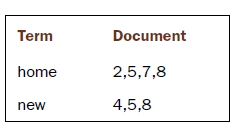 Term Document
home 2,5,7,8
new 4,5,8